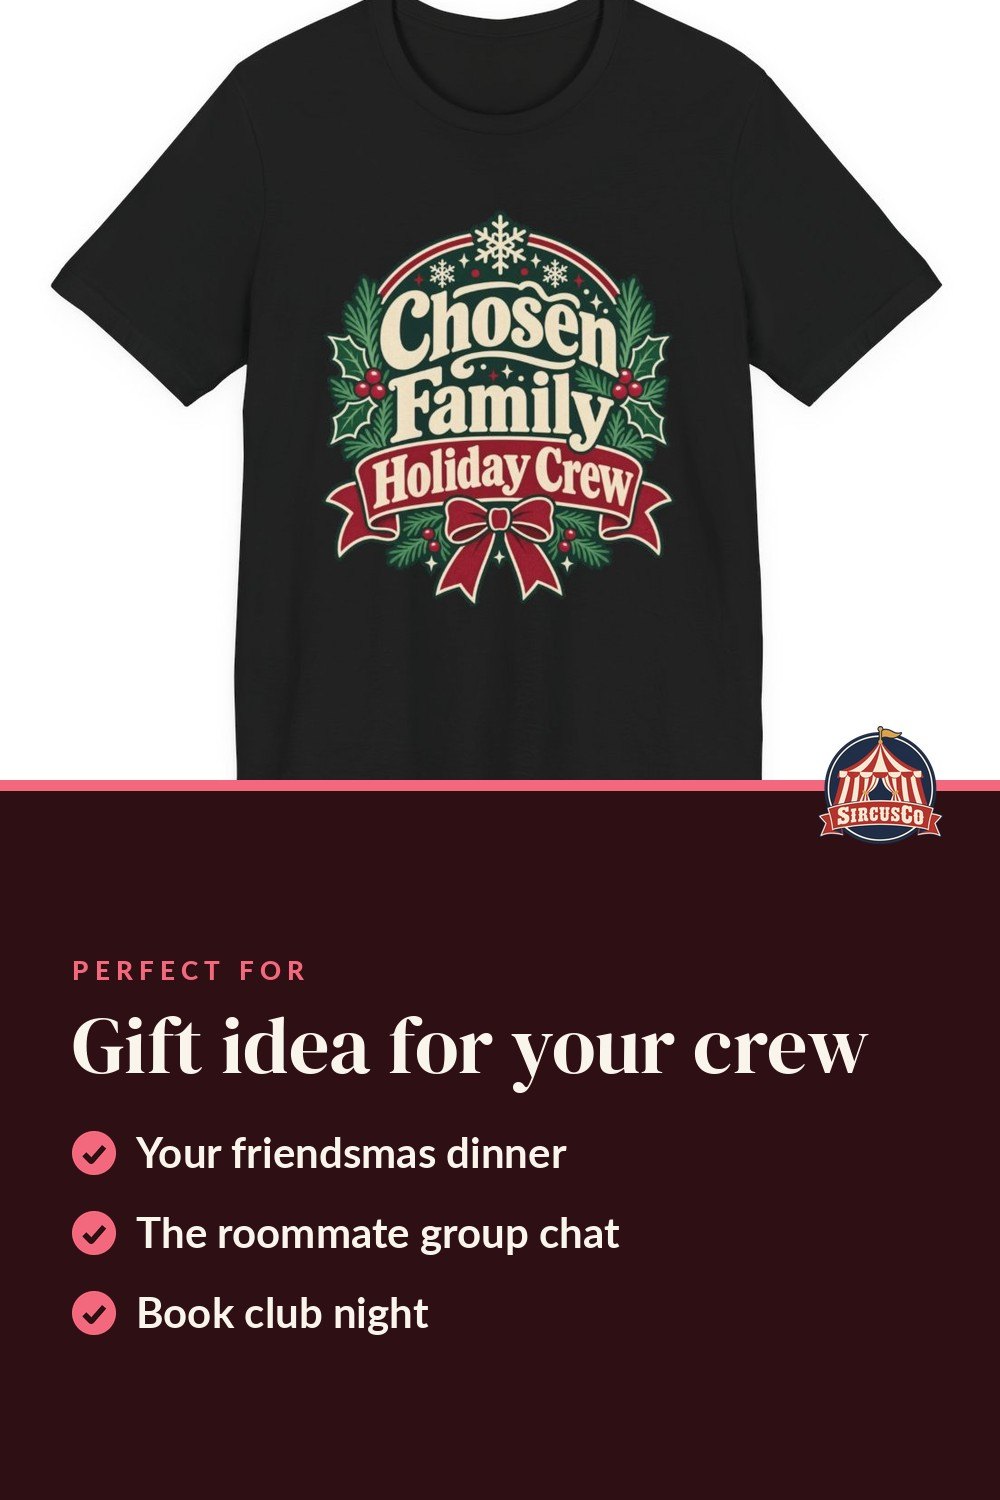 Chosen
Family
Holiday Crew
SIRCUSCO
PERFECT FOR
Gift idea for your crew
Your friendsmas dinner
The roommate group chat
Book club night